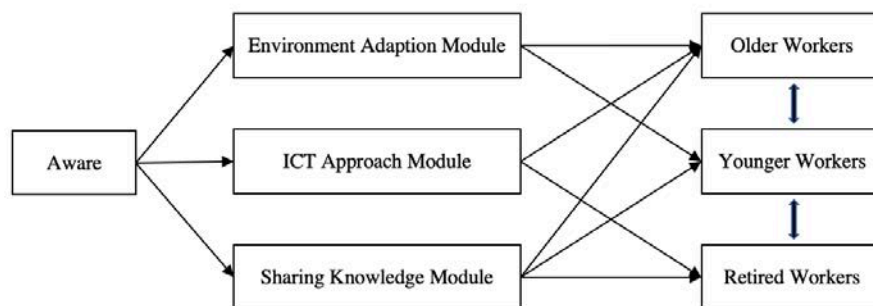 Environment Adaption Module
Older Workers
Aware
ICT Approach Module
Younger Workers
Sharing Knowledge Module
Retired Workers